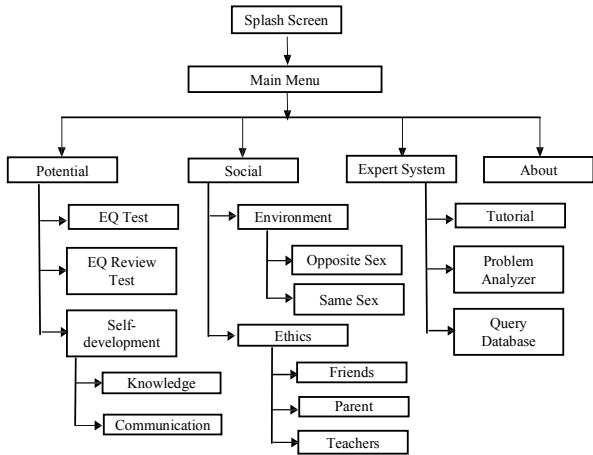 Splash Screen
Main Menu
Potential
Social
Expert System
About
EQ Test
EQ Review
Test
Self-
development
Knowledge
Communication
Environment
Opposite Sex
Same Sex
Ethics
Friends
Parent
Teachers
Tutorial
Problem
Analyzer
Query
Database